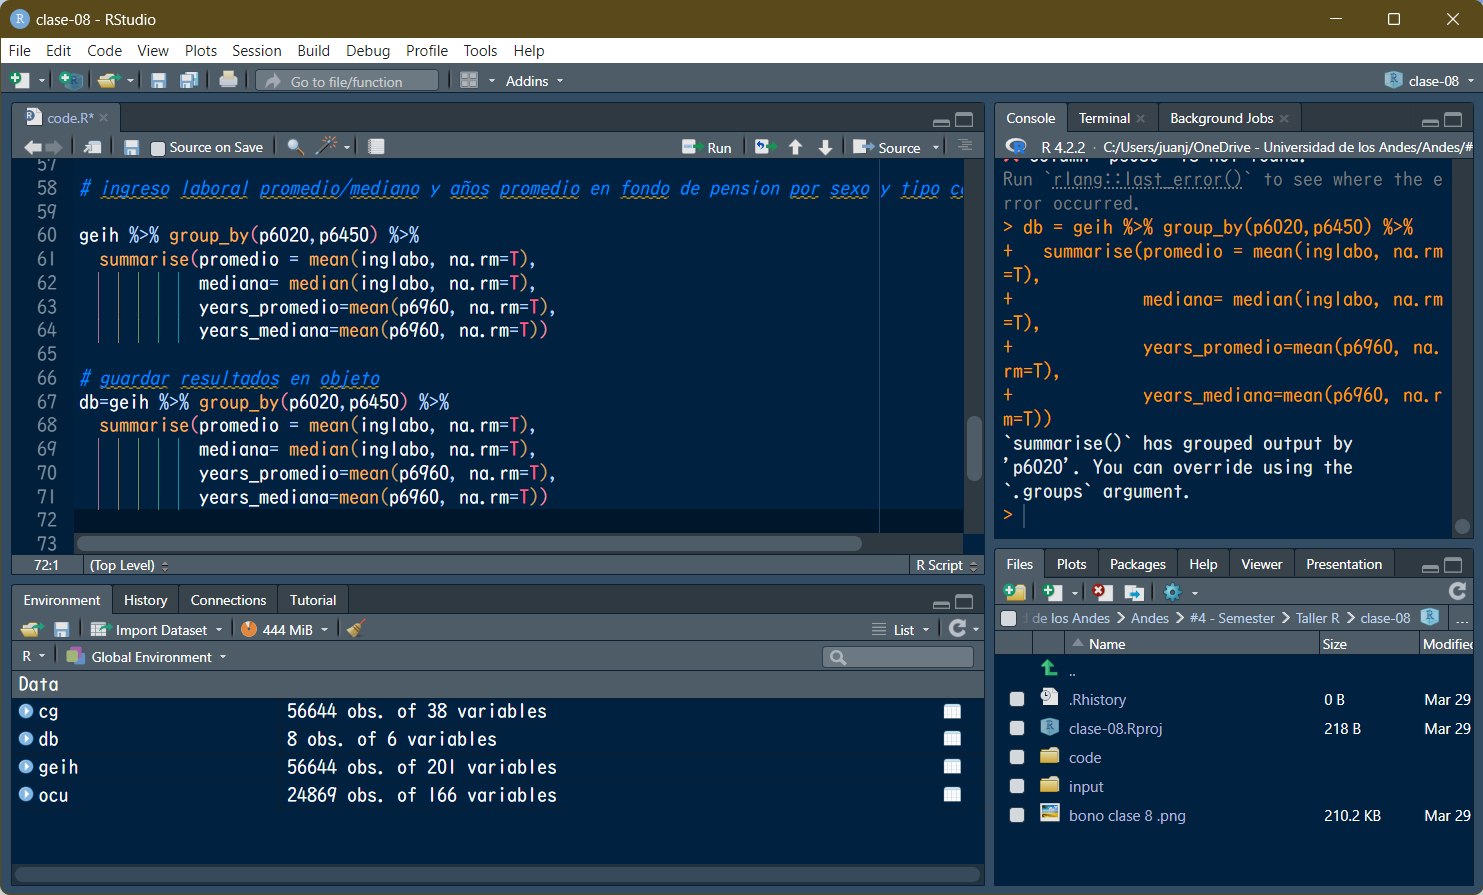 clase-08 - RStudio
File Edit Code View Plots Session Build Debug Profile Tools Help
Go to file/function Addins clase-08
code.R*
Source on Save Run Source
57
58 # ingreso laboral promedio/mediano y años promedio en fondo de pension por sexo y tipo
59
60 geih %>% group_by(p6020,p6450) %>%
61 summarise(promedio = mean(inglabo, na.rm=T),
62 mediana= median(inglabo, na.rm=T),
63 years_promedio=mean(p6960, na.rm=T),
64 years_mediana=mean(p6960, na.rm=T))
65
66 # guardar resultados en objeto
67 db=geih %>% group_by(p6020,p6450) %>%
68 summarise(promedio = mean(inglabo, na.rm=T),
69 mediana= median(inglabo, na.rm=T),
70 years_promedio=mean(p6960, na.rm=T),
71 years_mediana=mean(p6960, na.rm=T))
72
73
72:1 (Top Level) R Script
Environment History Connections Tutorial
Import Dataset 444 MiB List
R Global Environment
Data
cg 56644 obs. of 38 variables
db 8 obs. of 6 variables
geih 56644 obs. of 201 variables
ocu 24869 obs. of 166 variables
Console Terminal Background Jobs
R 4.2.2 · C:/Users/juanj/OneDrive - Universidad de los Andes/Andes/#
Run `rlang::last_error()` to see where the e
rror occurred.
> db = geih %>% group_by(p6020,p6450) %>%
+ summarise(promedio = mean(inglabo, na.rm
=T),
+ mediana= median(inglabo, na.rm
=T),
+ years_promedio=mean(p6960, na.
rm=T),
+ years_mediana=mean(p6960, na.r
m=T))
`summarise()` has grouped output by
'p6020'. You can override using the
`.groups` argument.
>
Files Plots Packages Help Viewer Presentation
de los Andes Andes #4 - Semester Taller R clase-08 ...
Name Size Modified
..
.Rhistory 0 B Mar 29
clase-08.Rproj 218 B Mar 29
code
input
bono clase 8 .png 210.2 KB Mar 29